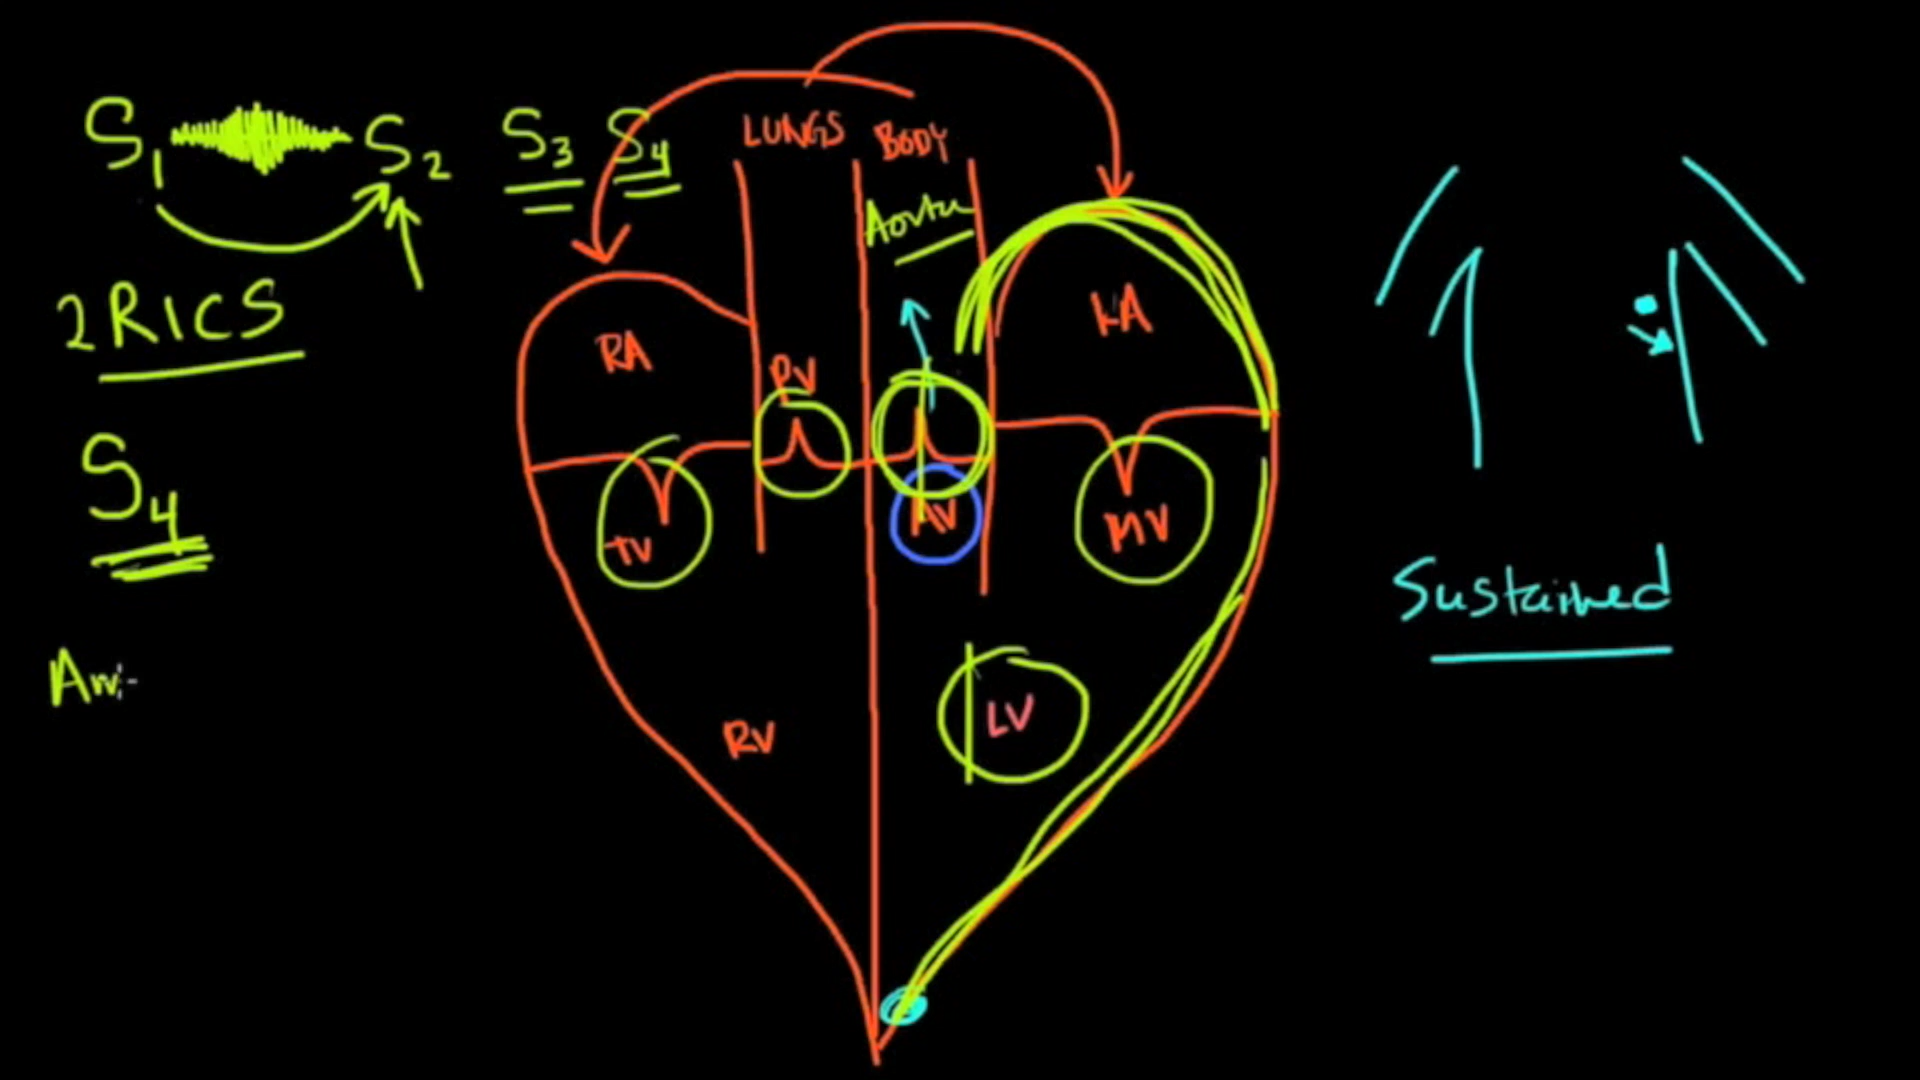 S1 S2 S3 S4
LUNGS BODY
Aorta
2RICS
LA
RA
PV
S4
AV
MV
TV
Sustained
LV
RV